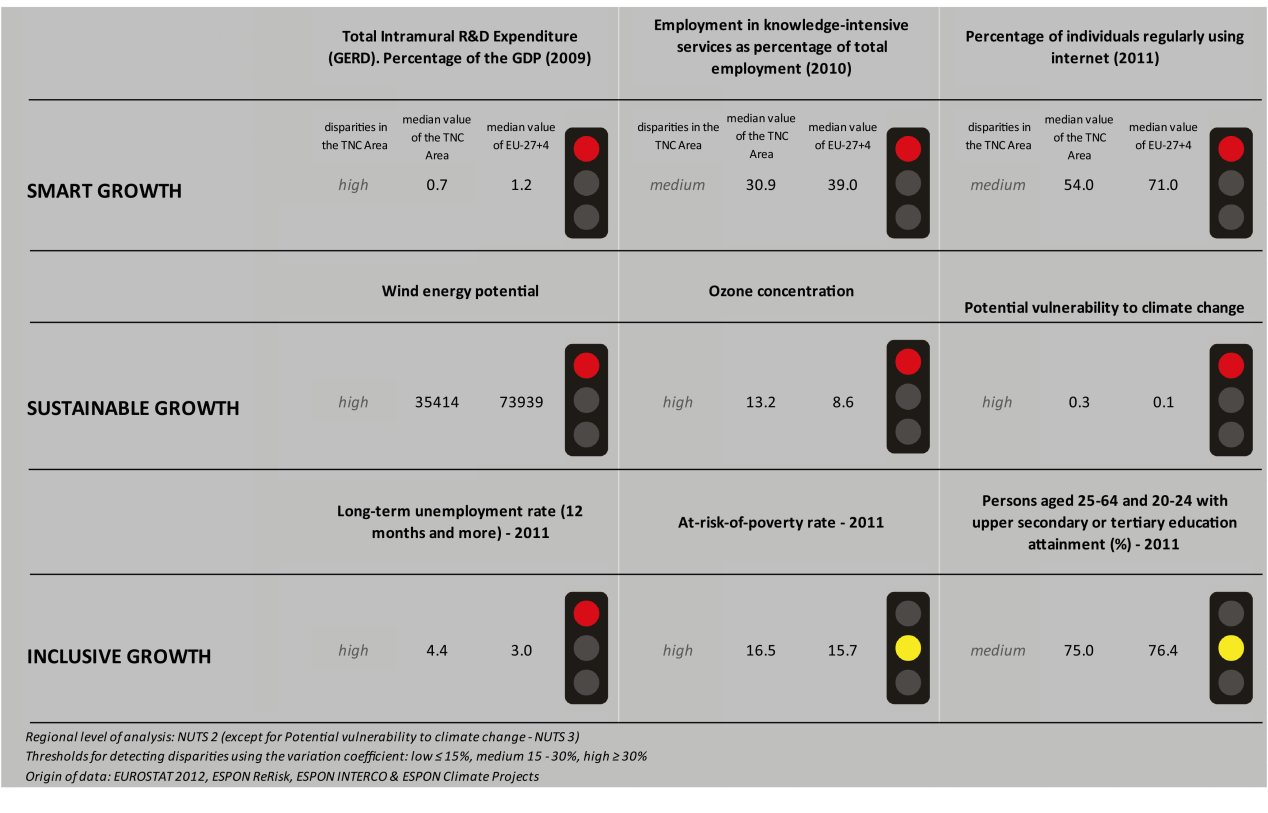 Total Intramural R&D Expenditure
(GERD). Percentage of the GDP (2009)
Employment in knowledge-intensive
services as percentage of total
employment (2010)
Percentage of individuals regularly using
internet (2011)
SMART GROWTH
disparities in
the TNC Area
high
median value
of the TNC
Area
0.7
median value
of EU-27+4
1.2
disparities in the
TNC Area
medium
median value
of the TNC
Area
30.9
median value
of EU-27+4
39.0
disparities in
the TNC Area
medium
median value
of the TNC
Area
54.0
median value
of EU-27+4
71.0
Wind energy potential
Ozone concentration
Potential vulnerability to climate change
SUSTAINABLE GROWTH
high 35414 73939
high 13.2 8.6
high 0.3 0.1
Long-term unemployment rate (12
months and more) - 2011
At-risk-of-poverty rate - 2011
Persons aged 25-64 and 20-24 with
upper secondary or tertiary education
attainment (%) - 2011
INCLUSIVE GROWTH
high 4.4 3.0
high 16.5 15.7
medium 75.0 76.4
Regional level of analysis: NUTS 2 (except for Potential vulnerability to climate change - NUTS 3)
Thresholds for detecting disparities using the variation coefficient: low ≤ 15%, medium 15 - 30%, high ≥ 30%
Origin of data: EUROSTAT 2012, ESPON ReRisk, ESPON INTERCO & ESPON Climate Projects